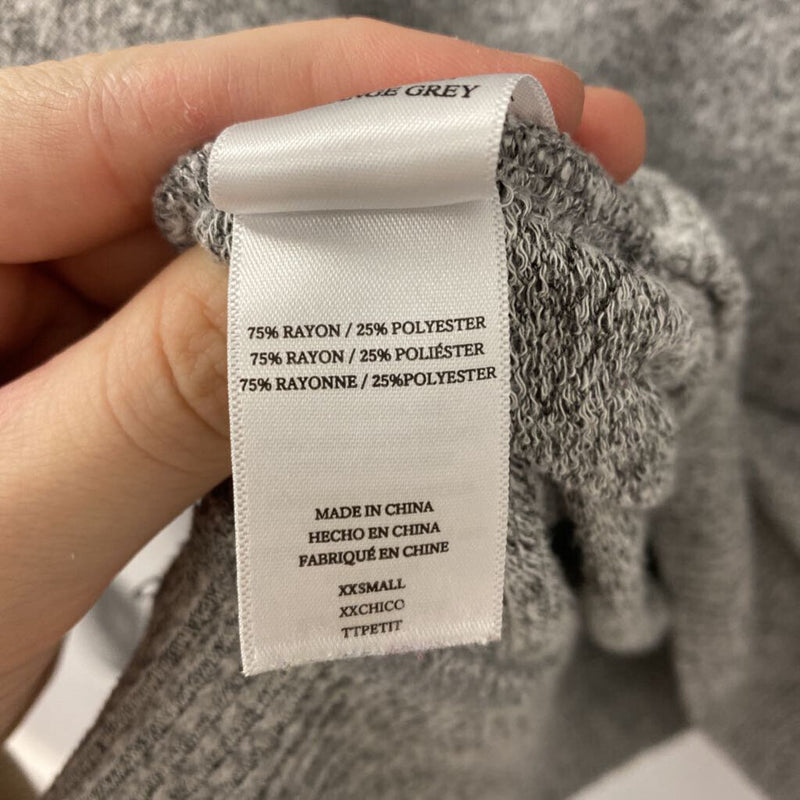 GREY
75% RAYON / 25% POLYESTER
75% RAYON / 25% POLIÉSTER
75% RAYONNE / 25%POLYESTER
MADE IN CHINA
HECHO EN CHINA
FABRIQUÉ EN CHINE
XXSMALL
XXCHICO
TTPETIT